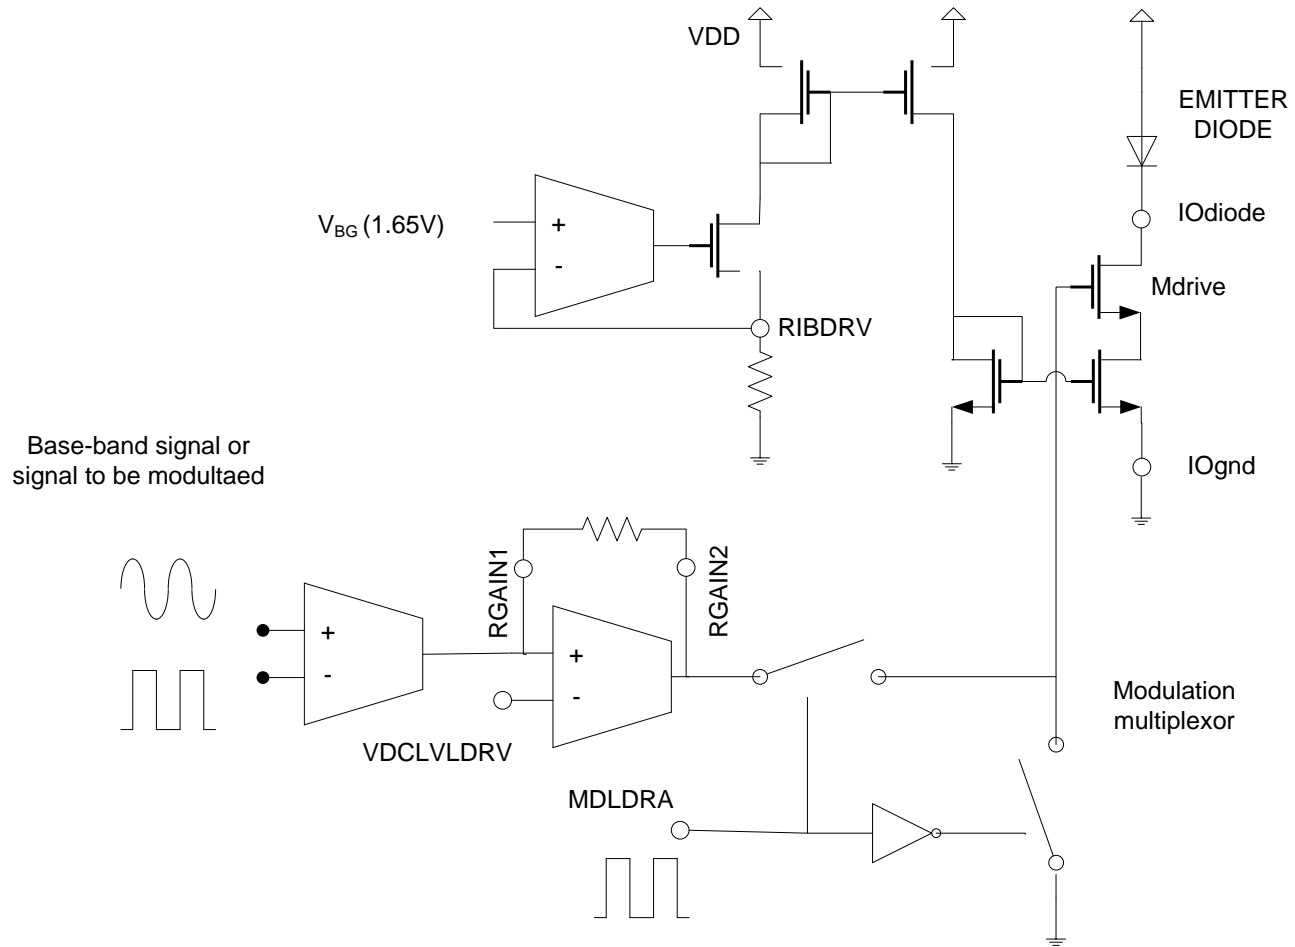 VDD
EMITTER
DIODE
V_BG (1.65V)
+
-
IOdiode
Mdrive
RIBDRV
Base-band signal or
signal to be modultaed
IOgnd
RGAIN1
RGAIN2
+
-
+
-
VDCLVLDRV
Modulation
multiplexor
MDLDRA